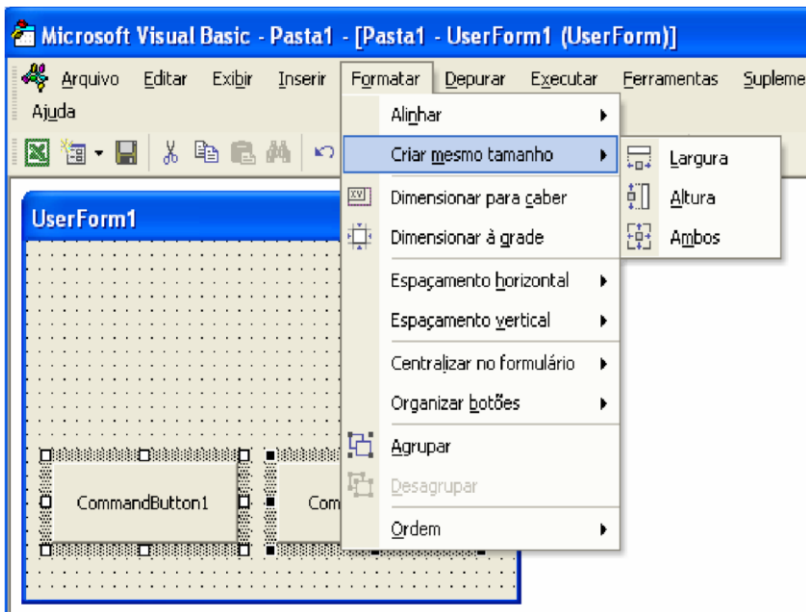 Microsoft Visual Basic - Pasta1 - [Pasta1 - UserForm1 (UserForm)]
Arquivo Editar Exibir Inserir Formatar Depurar Executar Ferramentas Supleme
Ajuda
Alinhar
Criar mesmo tamanho
Largura
Dimensionar para caber
Altura
Dimensionar à grade
Ambos
UserForm1
Espaçamento horizontal
Espaçamento vertical
Centralizar no formulário
Organizar botões
Agrupar
Desagrupar
CommandButton1
Com
Ordem